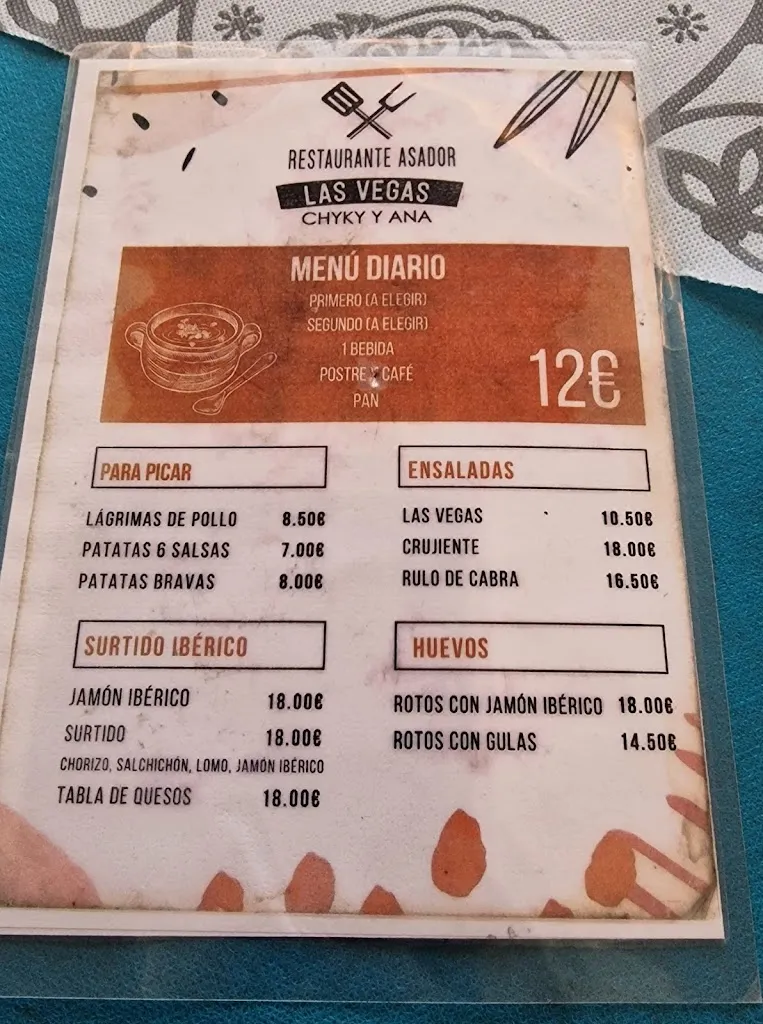 RESTAURANTE ASADOR
LAS VEGAS
CHYKY Y ANA
MENÚ DIARIO
PRIMERO (A ELEGIR)
SEGUNDO (A ELEGIR)
1 BEBIDA
POSTRE Y CAFÉ
PAN
12€
PARA PICAR
LÁGRIMAS DE POLLO 8.50€
PATATAS 6 SALSAS 7.00€
PATATAS BRAVAS 8.00€
ENSALADAS
LAS VEGAS 10.50€
CRUJIENTE 18.00€
RULO DE CABRA 16.50€
SURTIDO IBÉRICO
JAMÓN IBÉRICO 18.00€
SURTIDO 18.00€
CHORIZO, SALCHICHÓN, LOMO, JAMÓN IBÉRICO
TABLA DE QUESOS 18.00€
HUEVOS
ROTOS CON JAMÓN IBÉRICO 18.00€
ROTOS CON GULAS 14.50€